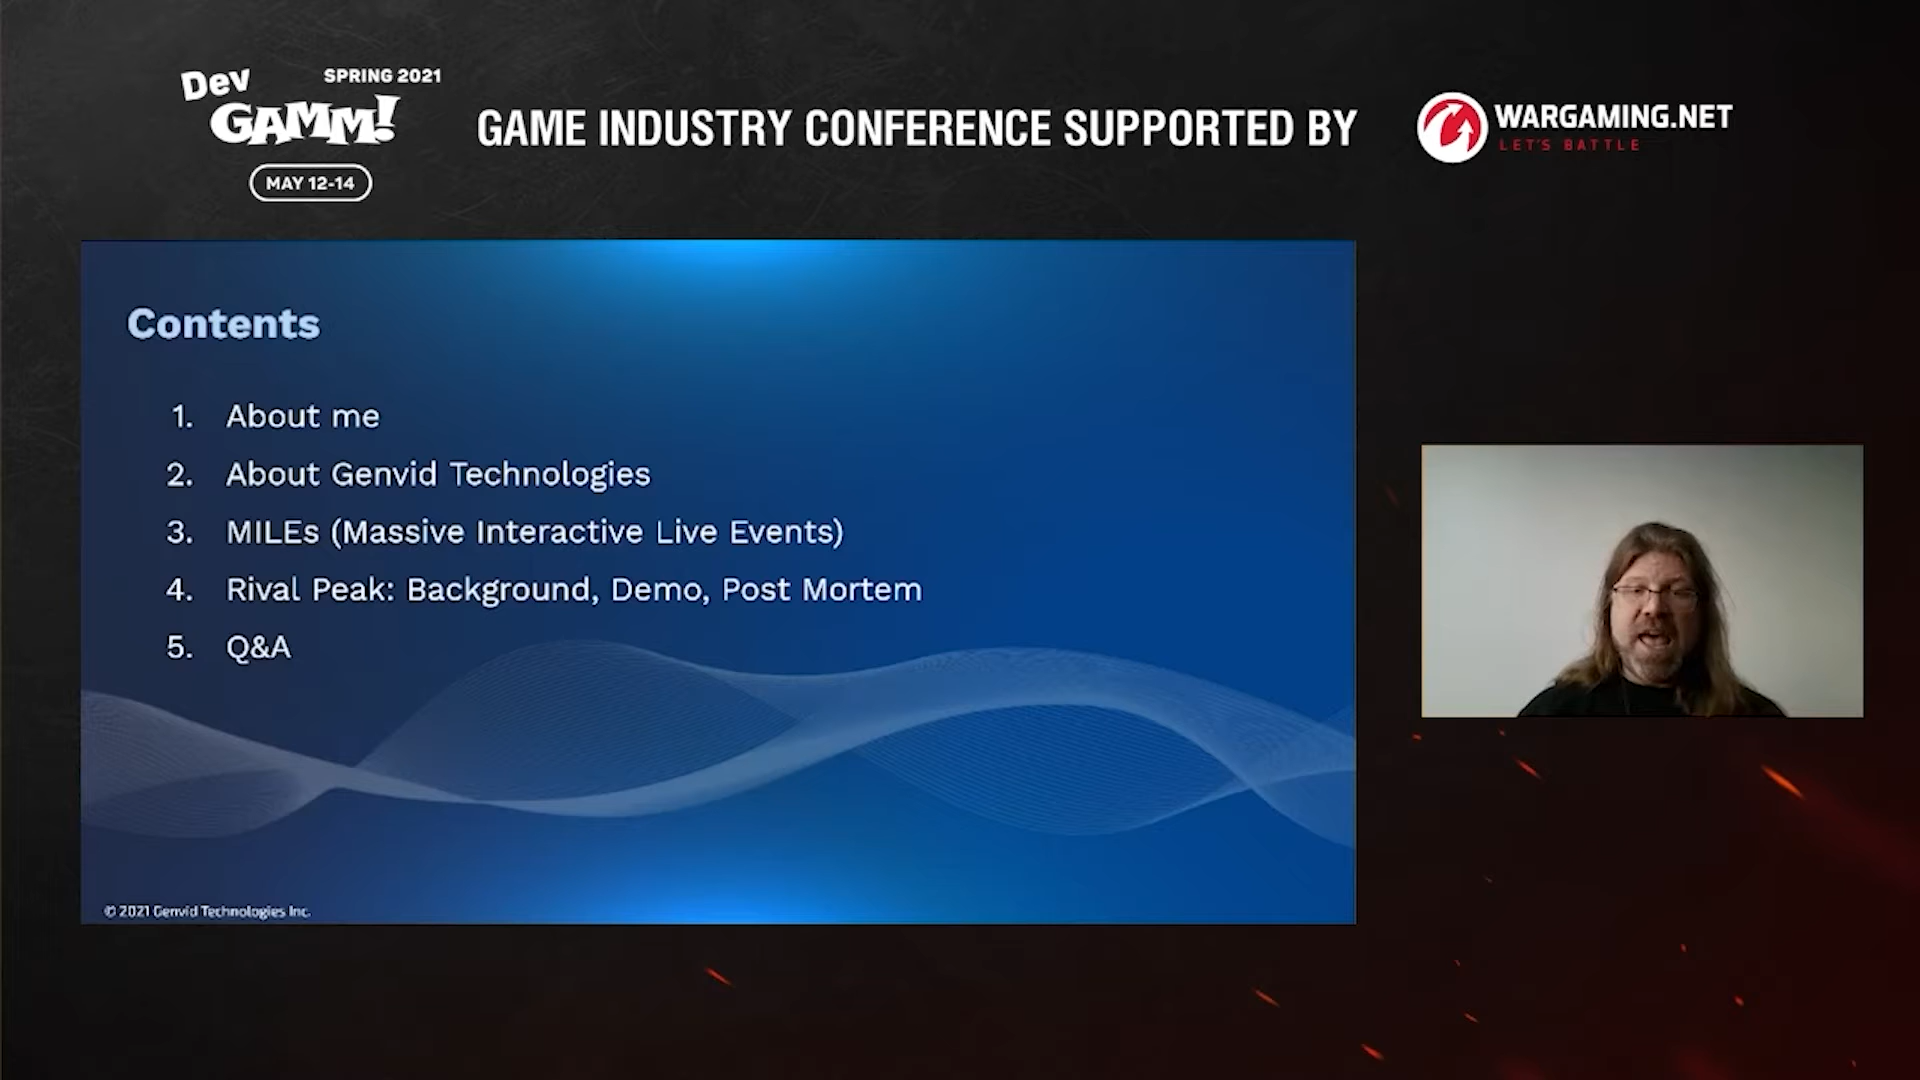 Dev
SPRING 2021
GAMM!
MAY 12-14
GAME INDUSTRY CONFERENCE SUPPORTED BY
WARGAMING.NET
LET'S BATTLE
Contents
1. About me
2. About Genvid Technologies
3. MILEs (Massive Interactive Live Events)
4. Rival Peak: Background, Demo, Post Mortem
5. Q&A
© 2021 Genvid Technologies Inc.